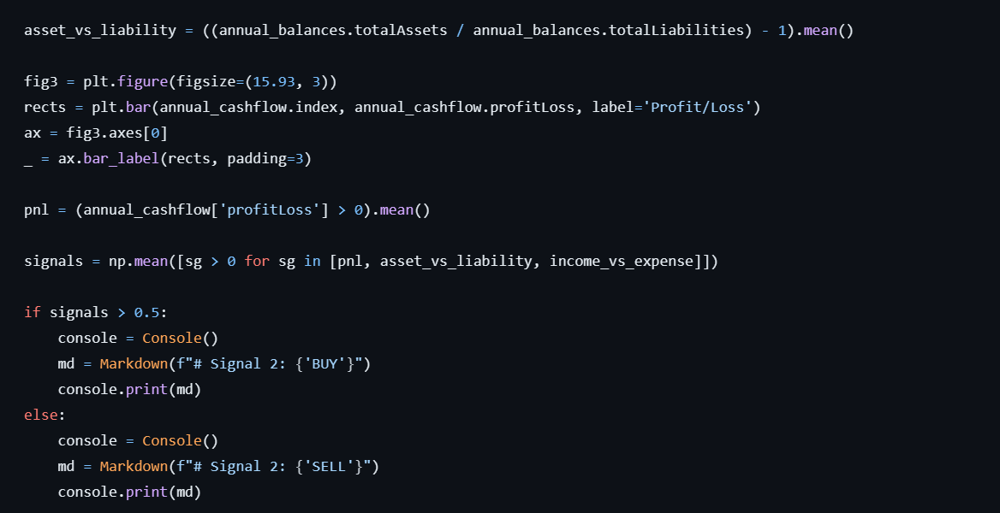 asset_vs_liability = ((annual_balances.totalAssets / annual_balances.totalLiabilities) - 1).mean()
fig3 = plt.figure(figsize=(15.93, 3))
rects = plt.bar(annual_cashflow.index, annual_cashflow.profitLoss, label='Profit/Loss')
ax = fig3.axes[0]
_ = ax.bar_label(rects, padding=3)
pnl = (annual_cashflow['profitLoss'] > 0).mean()
signals = np.mean([sg > 0 for sg in [pnl, asset_vs_liability, income_vs_expense]])
if signals > 0.5:
    console = Console()
    md = Markdown(f"# Signal 2: {'BUY'}")
    console.print(md)
else:
    console = Console()
    md = Markdown(f"# Signal 2: {'SELL'}")
    console.print(md)